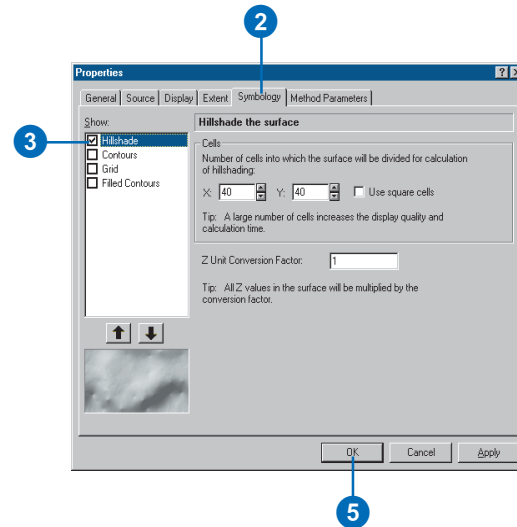 2
Properties
? X
General Source Display Extent Symbology Method Parameters
Show:
Hillshade
Contours
Grid
Filled Contours
3
Hillshade the surface
Cells
Number of cells into which the surface will be divided for calculation
of hillshading:
X: 40 Y: 40 Use square cells
Tip: A large number of cells increases the display quality and
calculation time.
Z Unit Conversion Factor: 1
Tip: All Z values in the surface will be multiplied by the
conversion factor.
OK Cancel Apply
5